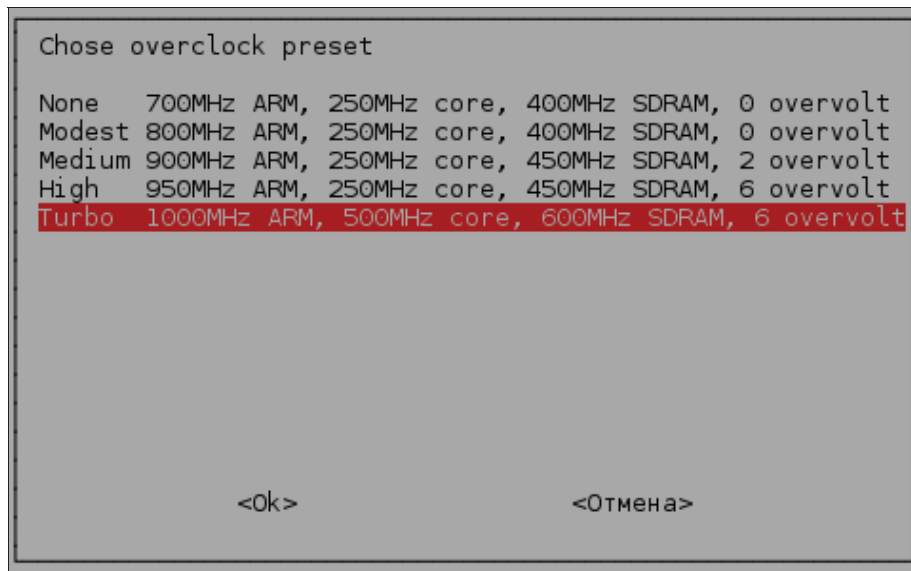 Chose overclock preset
None 700MHz ARM, 250MHz core, 400MHz SDRAM, 0 overvolt
Modest 800MHz ARM, 250MHz core, 400MHz SDRAM, 0 overvolt
Medium 900MHz ARM, 250MHz core, 450MHz SDRAM, 2 overvolt
High 950MHz ARM, 250MHz core, 450MHz SDRAM, 6 overvolt
Turbo 1000MHz ARM, 500MHz core, 600MHz SDRAM, 6 overvolt
<Ok> <Отмена>